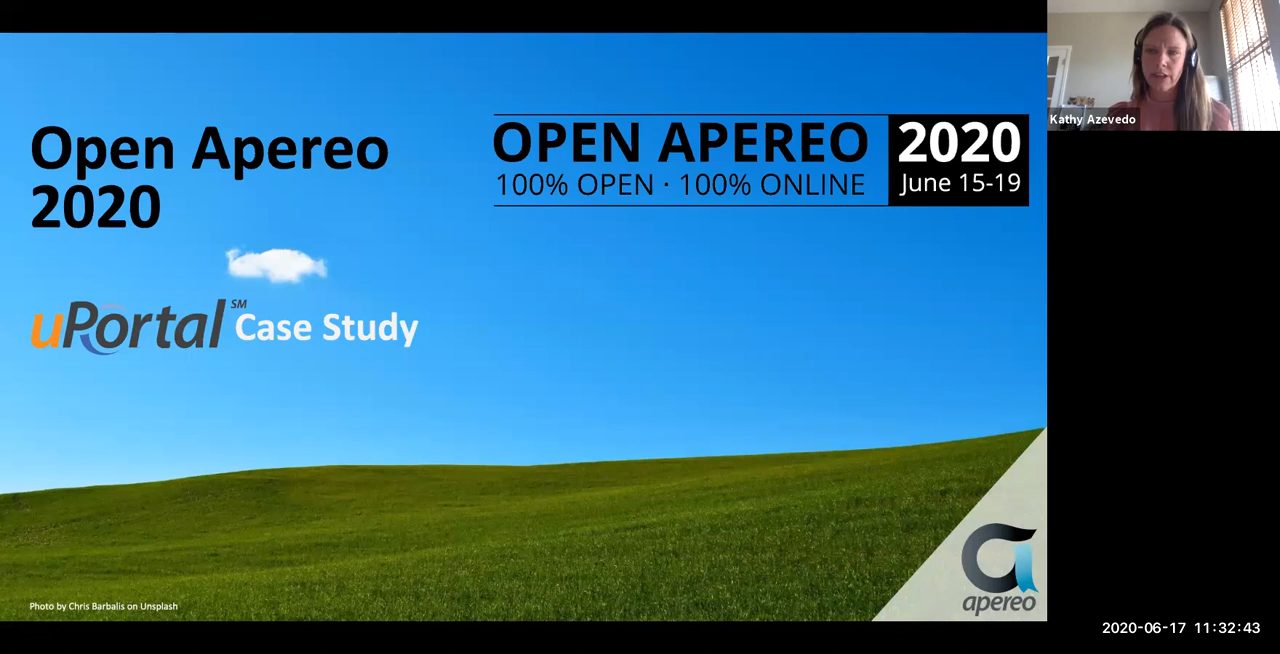 Open Apereo
2020
OPEN APEREO 2020
100% OPEN · 100% ONLINE June 15-19
uPortal SM Case Study
Kathy Azevedo
Photo by Chris Barbalis on Unsplash
apereo
2020-06-17 11:32:43